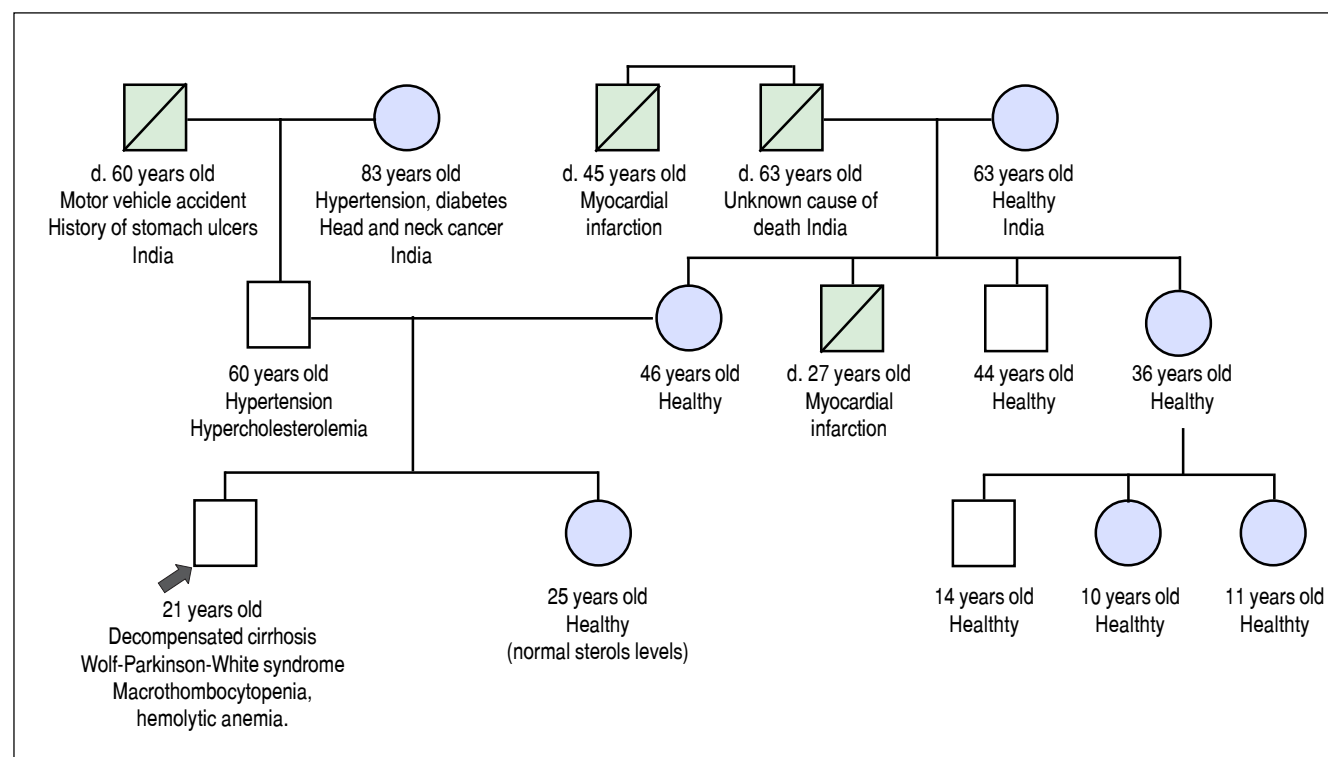 d. 60 years old
Motor vehicle accident
History of stomach ulcers
India
83 years old
Hypertension, diabetes
Head and neck cancer
India
d. 45 years old
Myocardial
infarction
d. 63 years old
Unknown cause of
death India
63 years old
Healthy
India
60 years old
Hypertension
Hypercholesterolemia
46 years old
Healthy
d. 27 years old
Myocardial
infarction
44 years old
Healthy
36 years old
Healthy
21 years old
Decompensated cirrhosis
Wolf-Parkinson-White syndrome
Macrothombocytopenia,
hemolytic anemia.
25 years old
Healthy
(normal sterols levels)
14 years old
Healthty
10 years old
Healthty
11 years old
Healthty